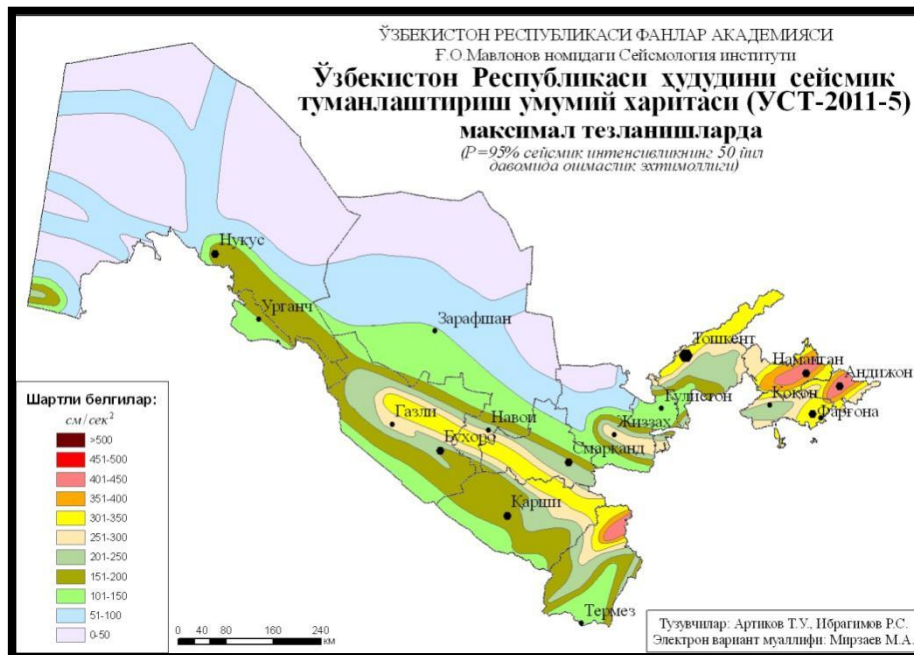 ЎЗБЕКИСТОН РЕСПУБЛИКАСИ ФАНЛАР АКАДЕМИЯСИ
Ғ.О.Мавлонов номидаги Сейсмология институти
Ўзбекистон Республикаси ҳудудини сейсмик
туманлаштириш умумий харитаси (УСТ-2011-5)
максимал тезланишларда
(P=95% сейсмик интенсивликнинг 50 йил
давомида ошмаслик эҳтимоллиги)
Нукус
Урганч
Зарафшан
Тошкент
Наманган
Андижон
Қоқон
Фарғона
Гулистон
Жиззах
Газли
Навои
Бухоро
Смарканд
Қарши
Термез
Шартли белгилар:
см/сек²
>500
451-500
401-450
351-400
301-350
251-300
201-250
151-200
101-150
51-100
0-50
0 40 80 160 240
км
Тузувчилар: Артиков Т.У., Ибрагимов Р.С.
Электрон вариант муаллифи: Мирзаев М.А.